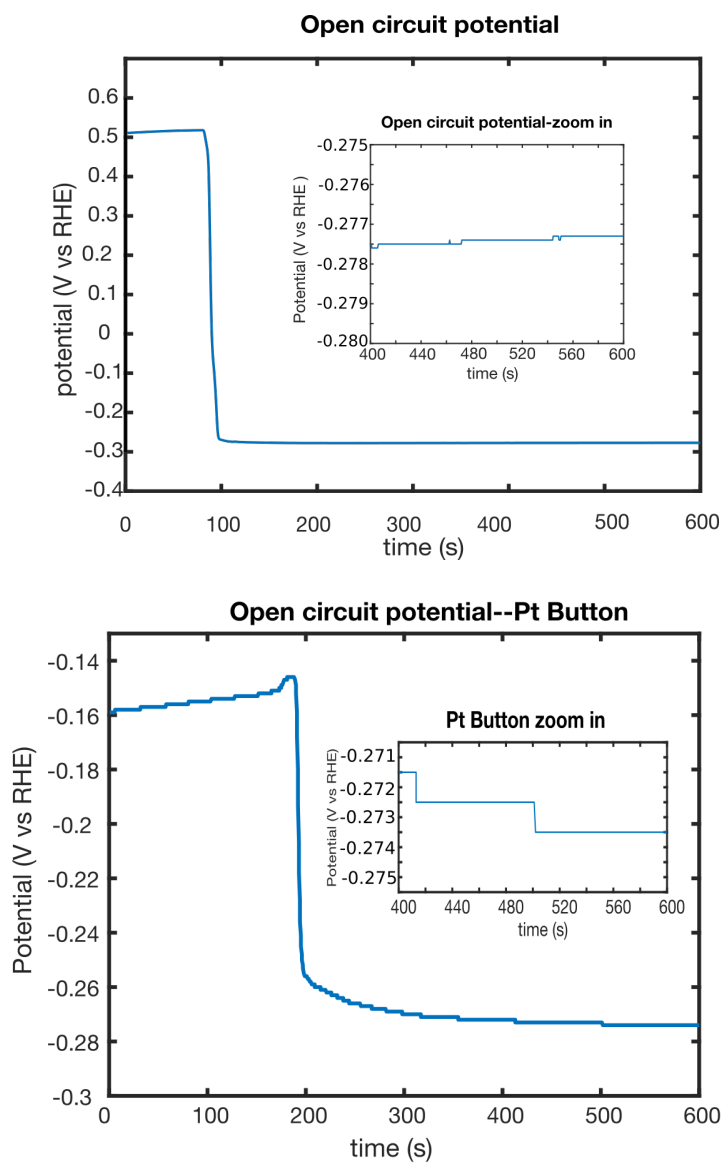 Open circuit potential
potential (V vs RHE)
0.6
0.5
0.4
0.3
0.2
0.1
0
-0.1
-0.2
-0.3
-0.4
0 100 200 300 400 500 600
time (s)
Open circuit potential-zoom in
Potential (V vs RHE )
-0.275
-0.276
-0.277
-0.278
-0.279
-0.280
400 440 480 520 560 600
time (s)
Open circuit potential--Pt Button
Potential (V vs RHE)
-0.14
-0.16
-0.18
-0.2
-0.22
-0.24
-0.26
-0.28
-0.3
0 100 200 300 400 500 600
time (s)
Pt Button zoom in
Potential (V vs RHE)
-0.271
-0.272
-0.273
-0.274
-0.275
400 440 480 520 560 600
time (s)